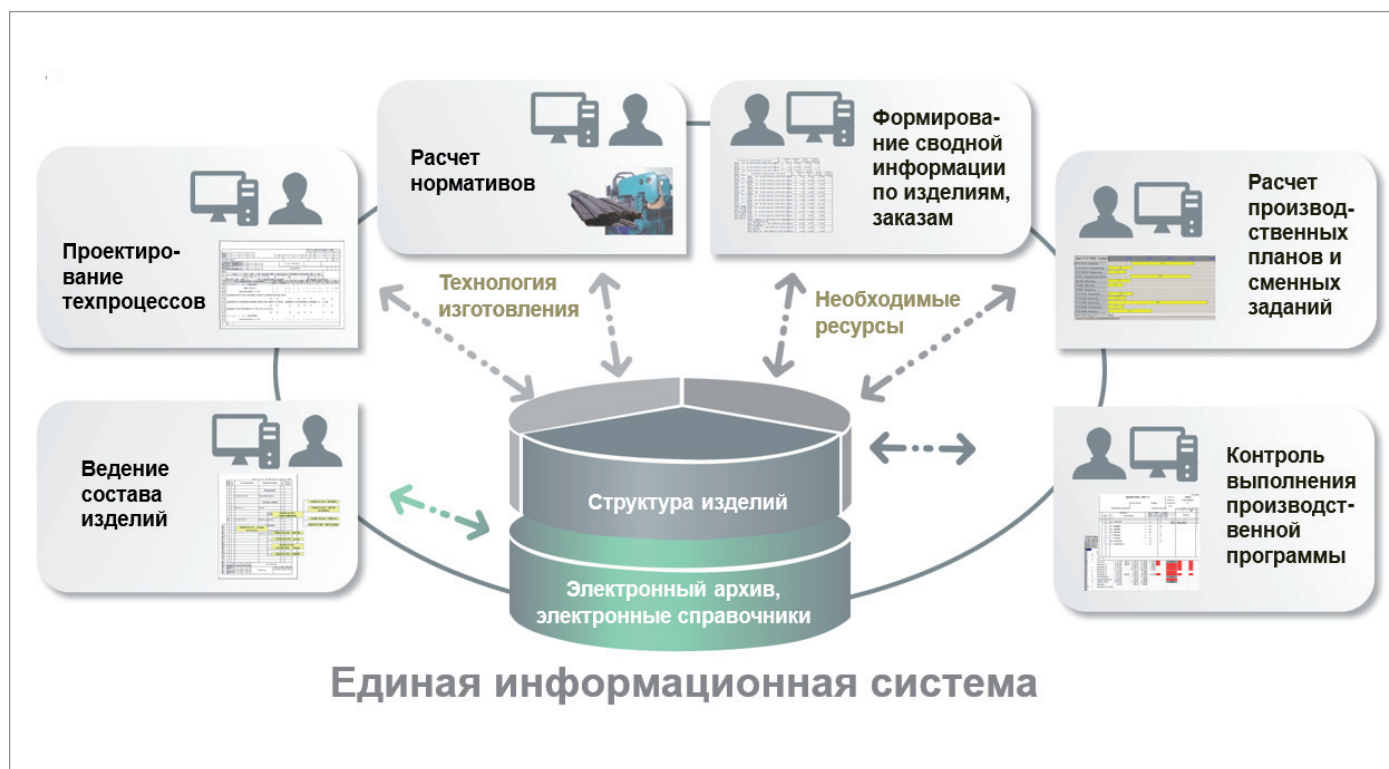 Формирова-
ние сводной
информации
по изделиям,
заказам
Расчет
нормативов
Расчет
производ-
ственных
планов и
сменных
заданий
Проектиро-
вание
техпроцессов
Технология
изготовления
Необходимые
ресурсы
Ведение
состава
изделий
Контроль
выполнения
производст-
венной
программы
Структура изделий
Электронный архив,
электронные справочники
Единая информационная система